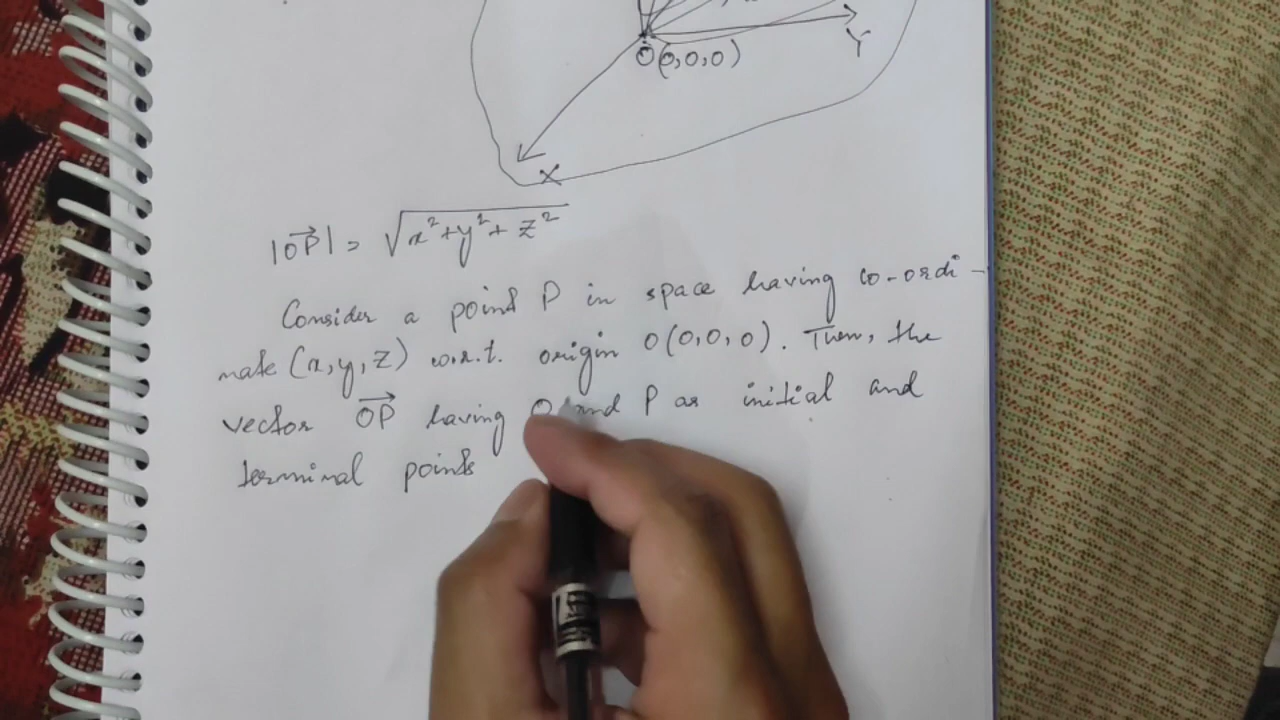 Y
O(0,0,0)
X
|OP⃗| = √x²+y²+z²
Consider a point P in space having co-ordi-
nate (x,y,z) w.r.t. origin O(0,0,0). Then, the
vector OP⃗ having O and P as initial and
terminal points